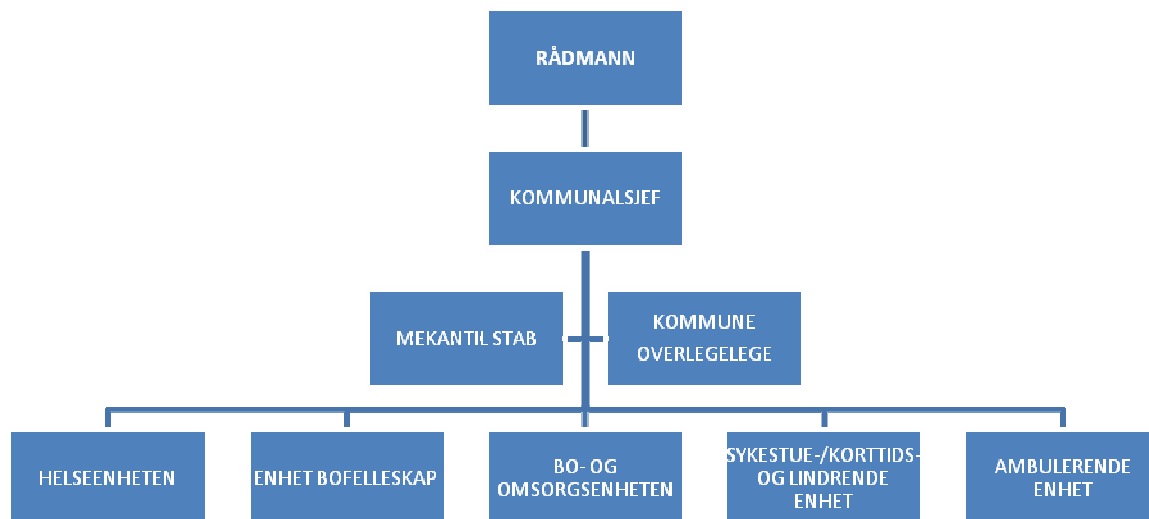 RÅDMANN
KOMMUNALSJEF
MEKANTIL STAB
KOMMUNE
OVERLEGELEGE
HELSEENHETEN
ENHET BOFELLESKAP
BO- OG
OMSORGSENHETEN
SYKESTUE-/KORTTIDS-
OG LINDRENDE
ENHET
AMBULERENDE
ENHET